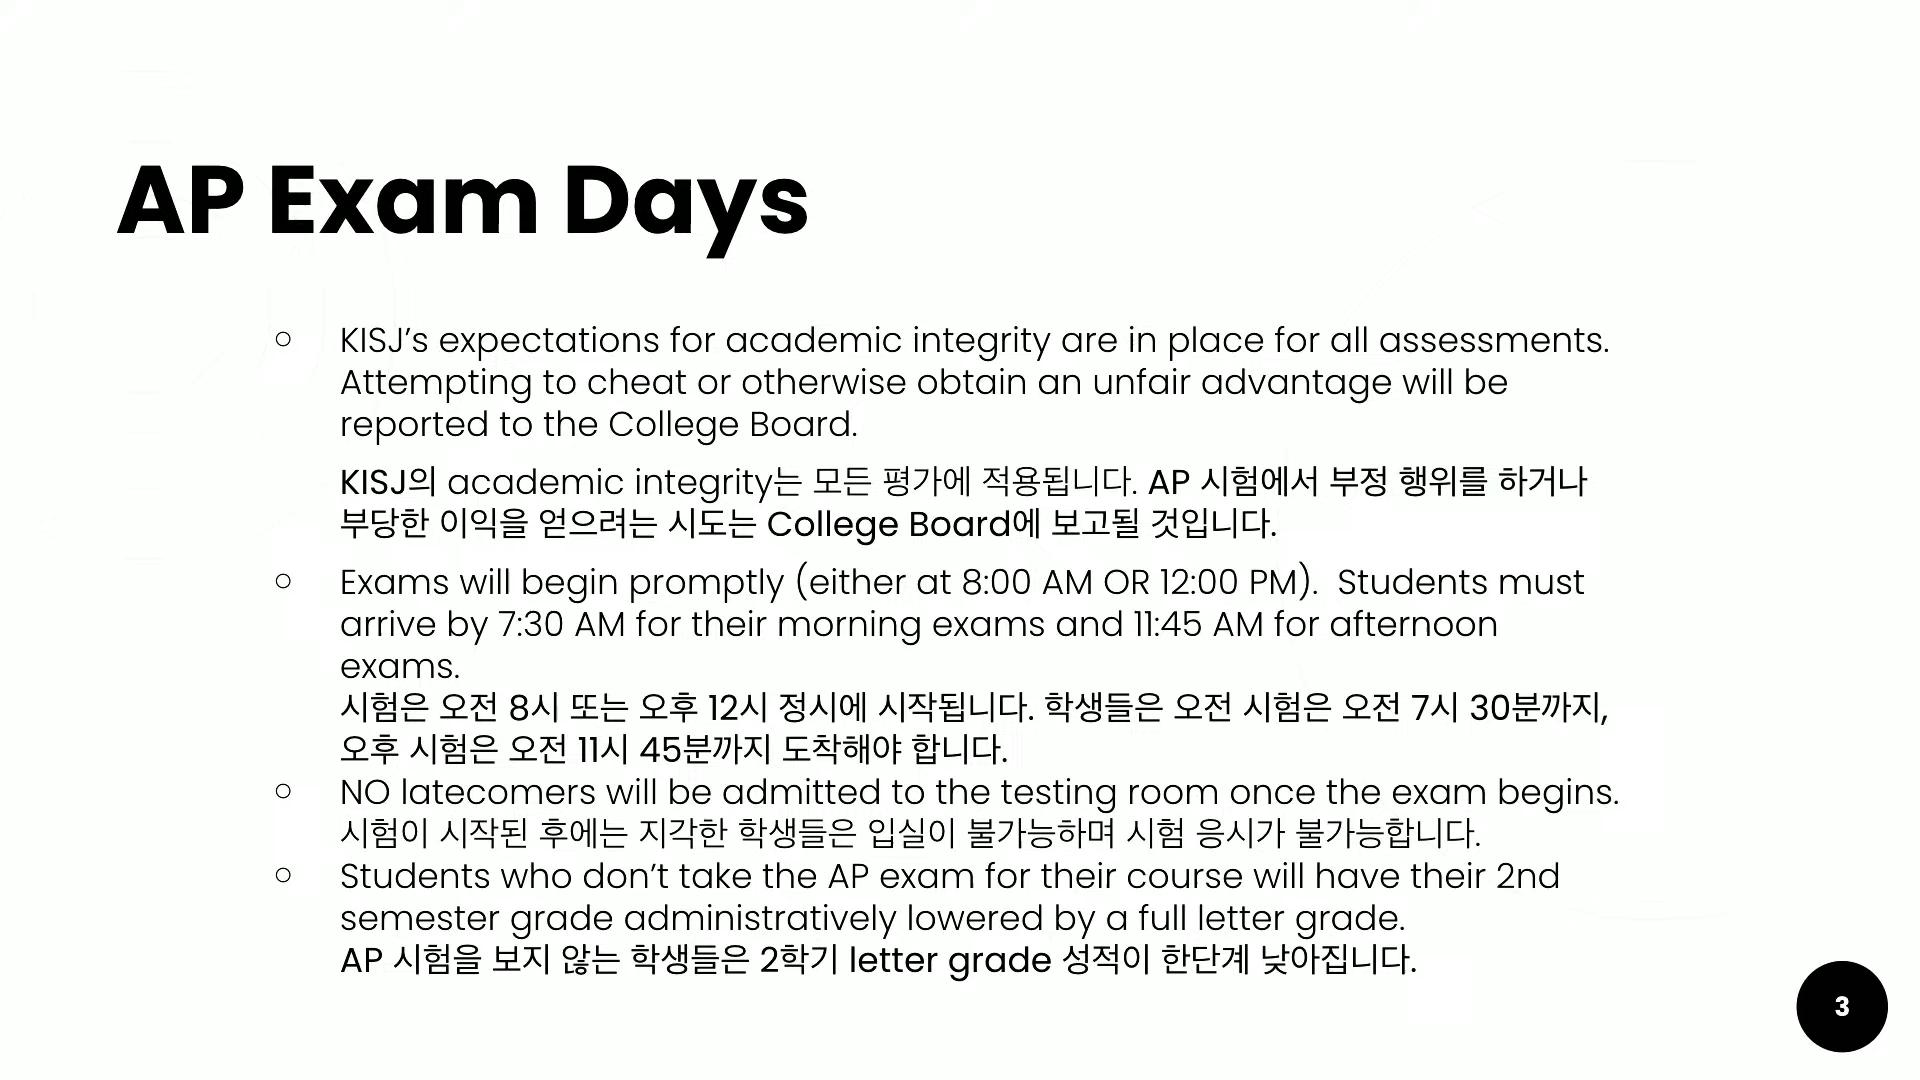 AP Exam Days
○ KISJ’s expectations for academic integrity are in place for all assessments.
Attempting to cheat or otherwise obtain an unfair advantage will be
reported to the College Board.
KISJ의 academic integrity는 모든 평가에 적용됩니다. AP 시험에서 부정 행위를 하거나
부당한 이익을 얻으려는 시도는 College Board에 보고될 것입니다.
○ Exams will begin promptly (either at 8:00 AM OR 12:00 PM).  Students must
arrive by 7:30 AM for their morning exams and 11:45 AM for afternoon
exams.
시험은 오전 8시 또는 오후 12시 정시에 시작됩니다. 학생들은 오전 시험은 오전 7시 30분까지,
오후 시험은 오전 11시 45분까지 도착해야 합니다.
○ NO latecomers will be admitted to the testing room once the exam begins.
시험이 시작된 후에는 지각한 학생들은 입실이 불가능하며 시험 응시가 불가능합니다.
○ Students who don’t take the AP exam for their course will have their 2nd
semester grade administratively lowered by a full letter grade.
AP 시험을 보지 않는 학생들은 2학기 letter grade 성적이 한단계 낮아집니다.
3